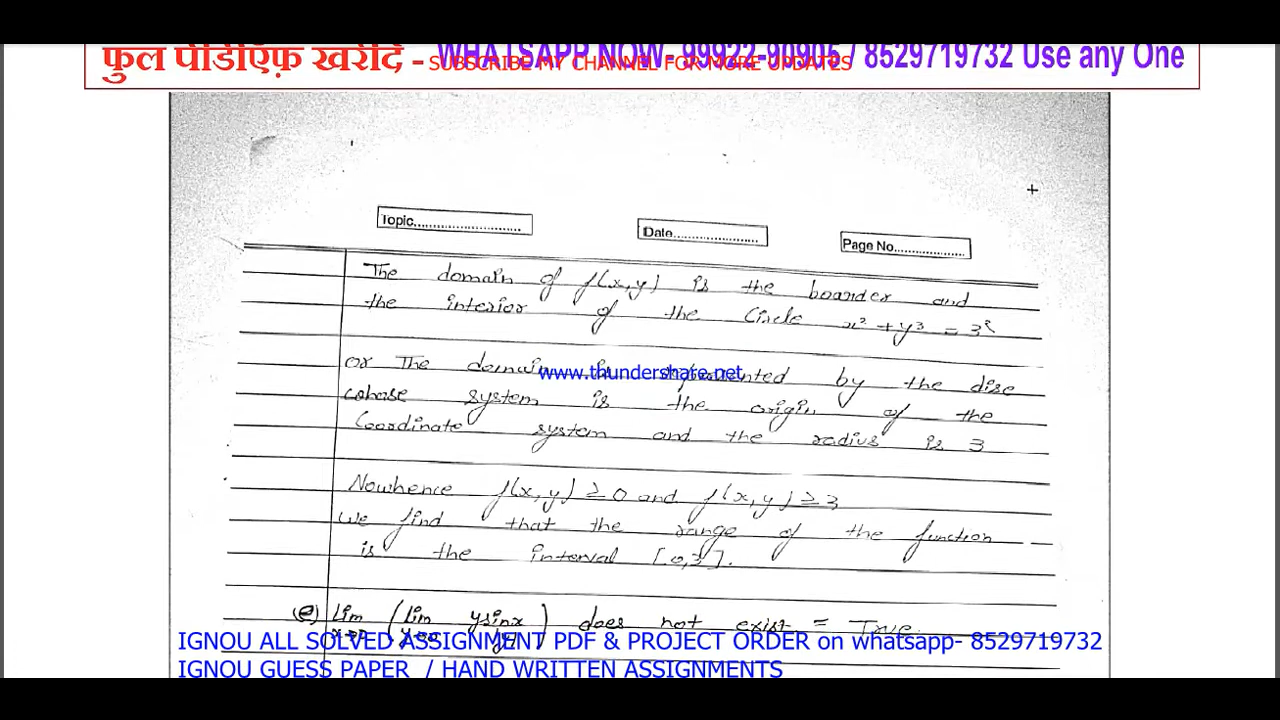 फुल पीडीएफ़ खरीदे - WHATSAPP NOW- 99922-90905 / 8529719732 Use any One
SUBSCRIBE MY CHANNEL FOR MORE UPDATES
Topic............................ Date....................... Page No...................
The domain of f(x,y) is the boarder and
the interior of the Circle x² + y³ = 3²
or The domain is by the disc
www.thundershare.net
system is the origin of the
Coordinate system and the radius is 3
Nowhence f(x,y) ≥ 0 and f(x,y) ≥ 3
We find that the range of the function
is the interval [0,3].
(e) lim (lim ysinx) does not exist = True.
IGNOU ALL SOLVED ASSIGNMENT PDF & PROJECT ORDER on whatsapp- 8529719732
IGNOU GUESS PAPER / HAND WRITTEN ASSIGNMENTS